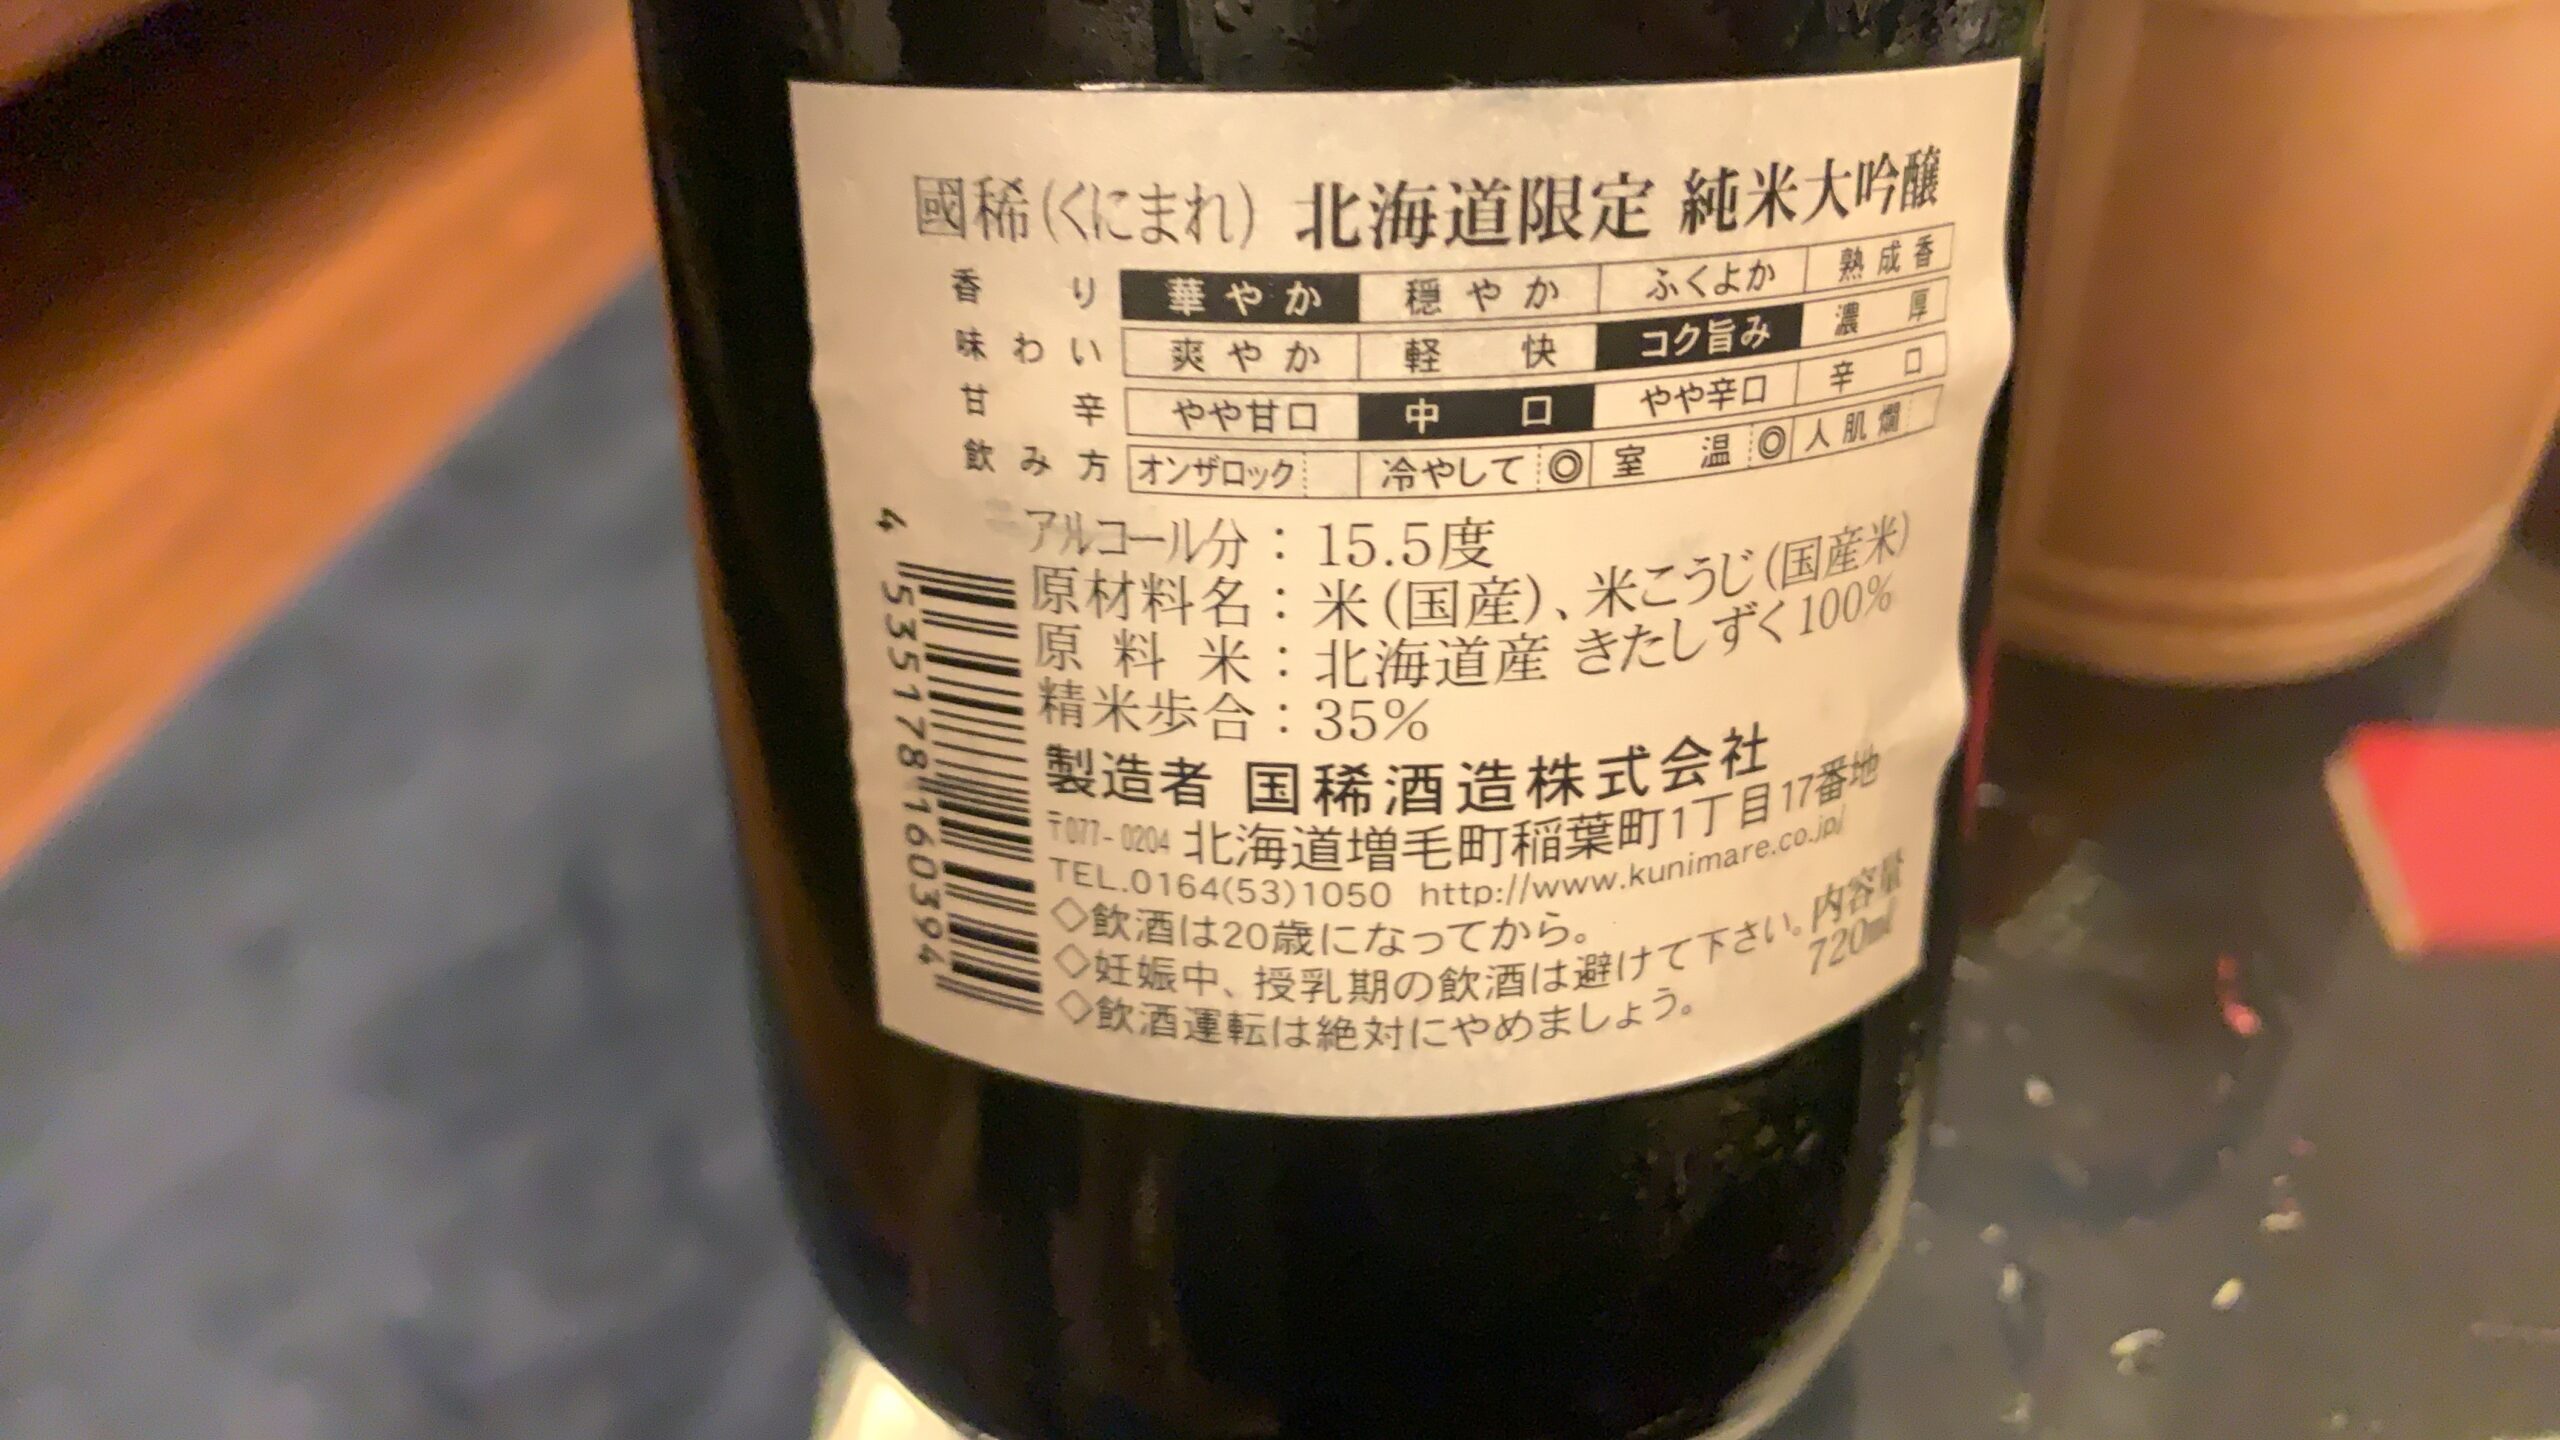 國稀(くにまれ) 北海道限定 純米大吟醸
香り 華やか 穏やか ふくよか 熟成香
味わい 爽やか 軽快 コク旨み 濃厚
甘辛 やや甘口 中口 やや辛口 辛口
飲み方 オンザロック 冷やして ◎ 室温 ◎ 人肌燗
アルコール分：15.5度
原材料名：米(国産)、米こうじ(国産米)
原料米：北海道産 きたしずく100%
精米歩合：35%
製造者 国稀酒造株式会社
〒077-0204 北海道増毛町稲葉町1丁目17番地
TEL.0164(53)1050 http://www.kunimare.co.jp/
◇飲酒は20歳になってから。
◇妊娠中、授乳期の飲酒は避けて下さい。
◇飲酒運転は絶対にやめましょう。
内容量
720ml
4 535178 160394